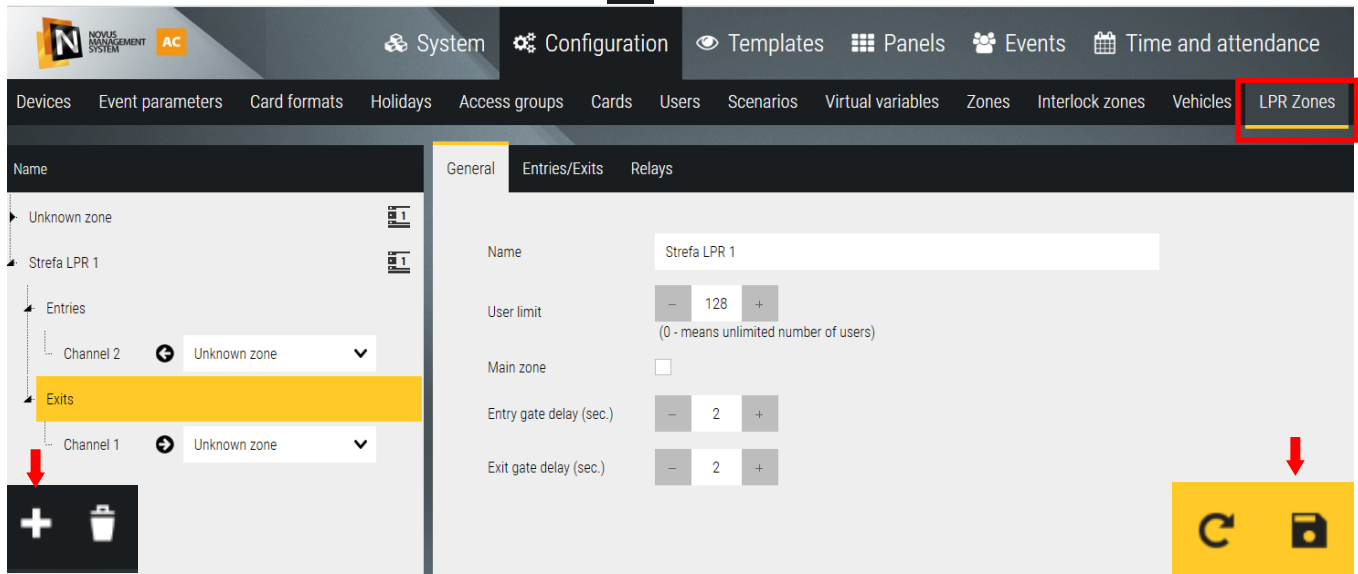 NOVUS
MANAGEMENT
SYSTEM
AC
System Configuration Templates Panels Events Time and attendance
Devices Event parameters Card formats Holidays Access groups Cards Users Scenarios Virtual variables Zones Interlock zones Vehicles LPR Zones
Name
Unknown zone 1
Strefa LPR 1 1
Entries
Channel 2 Unknown zone
Exits
Channel 1 Unknown zone
General Entries/Exits Relays
Name Strefa LPR 1
User limit − 128 +
(0 - means unlimited number of users)
Main zone
Entry gate delay (sec.) − 2 +
Exit gate delay (sec.) − 2 +